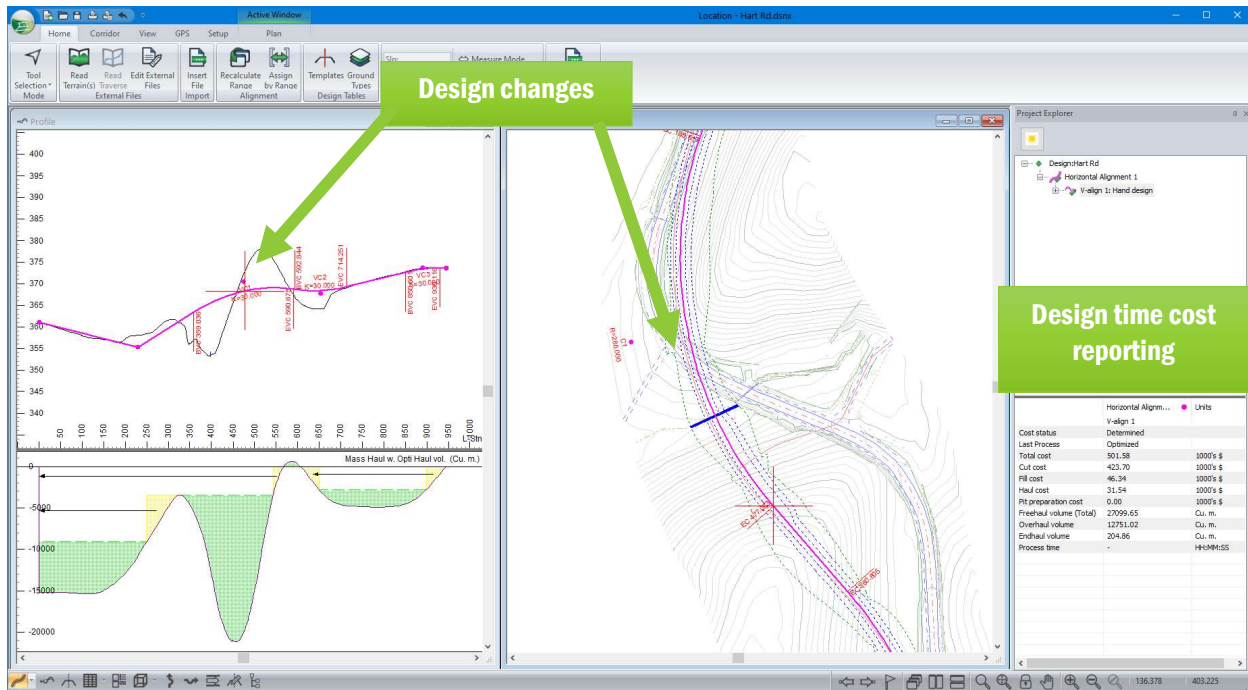 Active Window
Location - Hart Rd.dsnx
Home Corridor View GPS Setup Plan
Tool Selection Mode
Read Terrain(s)
Read Traverse
Edit External Files
External Files
Insert File
Import
Recalculate Range
Assign by Range
Alignment
Templates
Ground Types
Design Tables
Measure Mode
Design changes
Profile
400
395
390
385
380
375
370
365
360
355
350
345
340
EVC 592.844
EVC 714.251
VC2
K=30.000
K=30.000
VC3
50 100 150 200 250 300 350 400 450 500 550 600 650 700 750 800 850 900
Mass Haul w. Opti Haul vol. (Cu. m.)
0
-5000
-10000
-15000
-20000
C1
R=280.000
Project Explorer
Design:Hart Rd
Horizontal Alignment 1
V-align 1: Hand design
Design time cost
reporting
Horizontal Alignm... Units
V-align 1
Cost status Determined
Last Process Optimized
Total cost 501.58 1000's $
Cut cost 423.70 1000's $
Fill cost 46.34 1000's $
Haul cost 31.54 1000's $
Pit preparation cost 0.00 1000's $
Freehaul volume (Total) 27099.65 Cu. m.
Overhaul volume 12751.02 Cu. m.
Endhaul volume 204.86 Cu. m.
Process time - HH:MM:SS
136.378 403.225